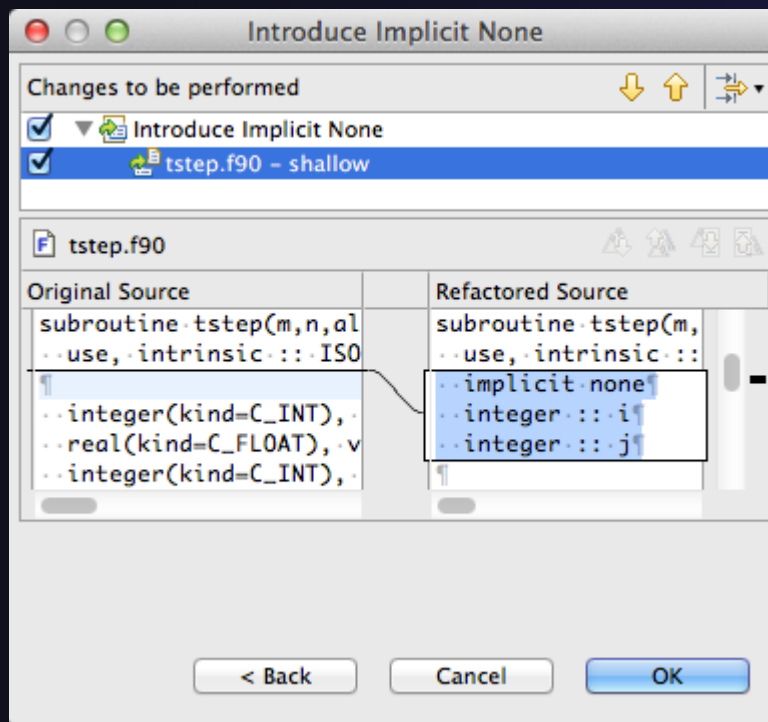 Introduce Implicit None
Changes to be performed
Introduce Implicit None
tstep.f90 – shallow
F tstep.f90
Original Source
subroutine·tstep(m,n,al
··use,·intrinsic·::·ISO
¶
··integer(kind=C_INT),·
··real(kind=C_FLOAT),·v
··integer(kind=C_INT),·
Refactored Source
subroutine·tstep(m,
··use,·intrinsic·::
··implicit·none¶
··integer·::·i¶
··integer·::·j¶
¶
< Back
Cancel
OK